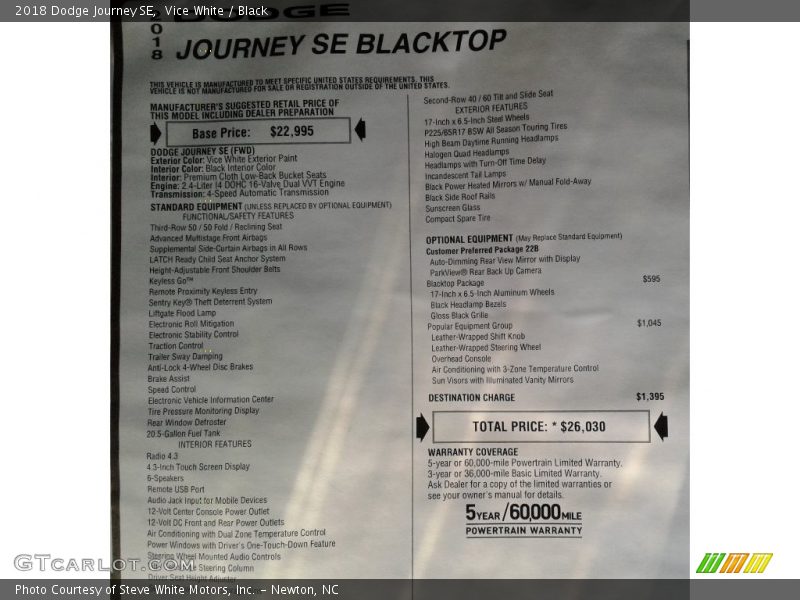 2018 Dodge Journey SE, Vice White / Black
2018
DODGE
JOURNEY SE BLACKTOP
THIS VEHICLE IS MANUFACTURED TO MEET SPECIFIC UNITED STATES REQUIREMENTS. THIS
VEHICLE IS NOT MANUFACTURED FOR SALE OR REGISTRATION OUTSIDE OF THE UNITED STATES.
MANUFACTURER'S SUGGESTED RETAIL PRICE OF
THIS MODEL INCLUDING DEALER PREPARATION
Base Price: $22,995
DODGE JOURNEY SE (FWD)
Exterior Color: Vice White Exterior Paint
Interior Color: Black Interior Color
Interior: Premium Cloth Low-Back Bucket Seats
Engine: 2.4-Liter I4 DOHC 16-Valve Dual VVT Engine
Transmission: 4-Speed Automatic Transmission
STANDARD EQUIPMENT (UNLESS REPLACED BY OPTIONAL EQUIPMENT)
FUNCTIONAL/SAFETY FEATURES
Third-Row 50 / 50 Fold / Reclining Seat
Advanced Multistage Front Airbags
Supplemental Side-Curtain Airbags in All Rows
LATCH Ready Child Seat Anchor System
Height-Adjustable Front Shoulder Belts
Keyless Go™
Remote Proximity Keyless Entry
Sentry Key® Theft Deterrent System
Liftgate Flood Lamp
Electronic Roll Mitigation
Electronic Stability Control
Traction Control
Trailer Sway Damping
Anti-Lock 4-Wheel Disc Brakes
Brake Assist
Speed Control
Electronic Vehicle Information Center
Tire Pressure Monitoring Display
Rear Window Defroster
20.5-Gallon Fuel Tank
INTERIOR FEATURES
Radio 4.3
4.3-Inch Touch Screen Display
6-Speakers
Remote USB Port
Audio Jack Input for Mobile Devices
12-Volt Center Console Power Outlet
12-Volt DC Front and Rear Power Outlets
Air Conditioning with Dual Zone Temperature Control
Power Windows with Driver's One-Touch-Down Feature
Steering Wheel Mounted Audio Controls
Steering Column
Driver Seat Height Adjuster
Second-Row 40 / 60 Tilt and Slide Seat
EXTERIOR FEATURES
17-Inch x 6.5-Inch Steel Wheels
P225/65R17 BSW All Season Touring Tires
High Beam Daytime Running Headlamps
Halogen Quad Headlamps
Headlamps with Turn-Off Time Delay
Incandescent Tail Lamps
Black Power Heated Mirrors w/ Manual Fold-Away
Black Side Roof Rails
Sunscreen Glass
Compact Spare Tire
OPTIONAL EQUIPMENT (May Replace Standard Equipment)
Customer Preferred Package 22B
Auto-Dimming Rear View Mirror with Display
ParkView® Rear Back Up Camera
Blacktop Package $595
17-Inch x 6.5-Inch Aluminum Wheels
Black Headlamp Bezels
Gloss Black Grille
Popular Equipment Group $1,045
Leather-Wrapped Shift Knob
Leather-Wrapped Steering Wheel
Overhead Console
Air Conditioning with 3-Zone Temperature Control
Sun Visors with Illuminated Vanity Mirrors
DESTINATION CHARGE $1,395
TOTAL PRICE: * $26,030
WARRANTY COVERAGE
5-year or 60,000-mile Powertrain Limited Warranty.
3-year or 36,000-mile Basic Limited Warranty.
Ask Dealer for a copy of the limited warranties or
see your owner's manual for details.
5YEAR/60,000MILE
POWERTRAIN WARRANTY
GTCARLOT.COM
Photo Courtesy of Steve White Motors, Inc. – Newton, NC